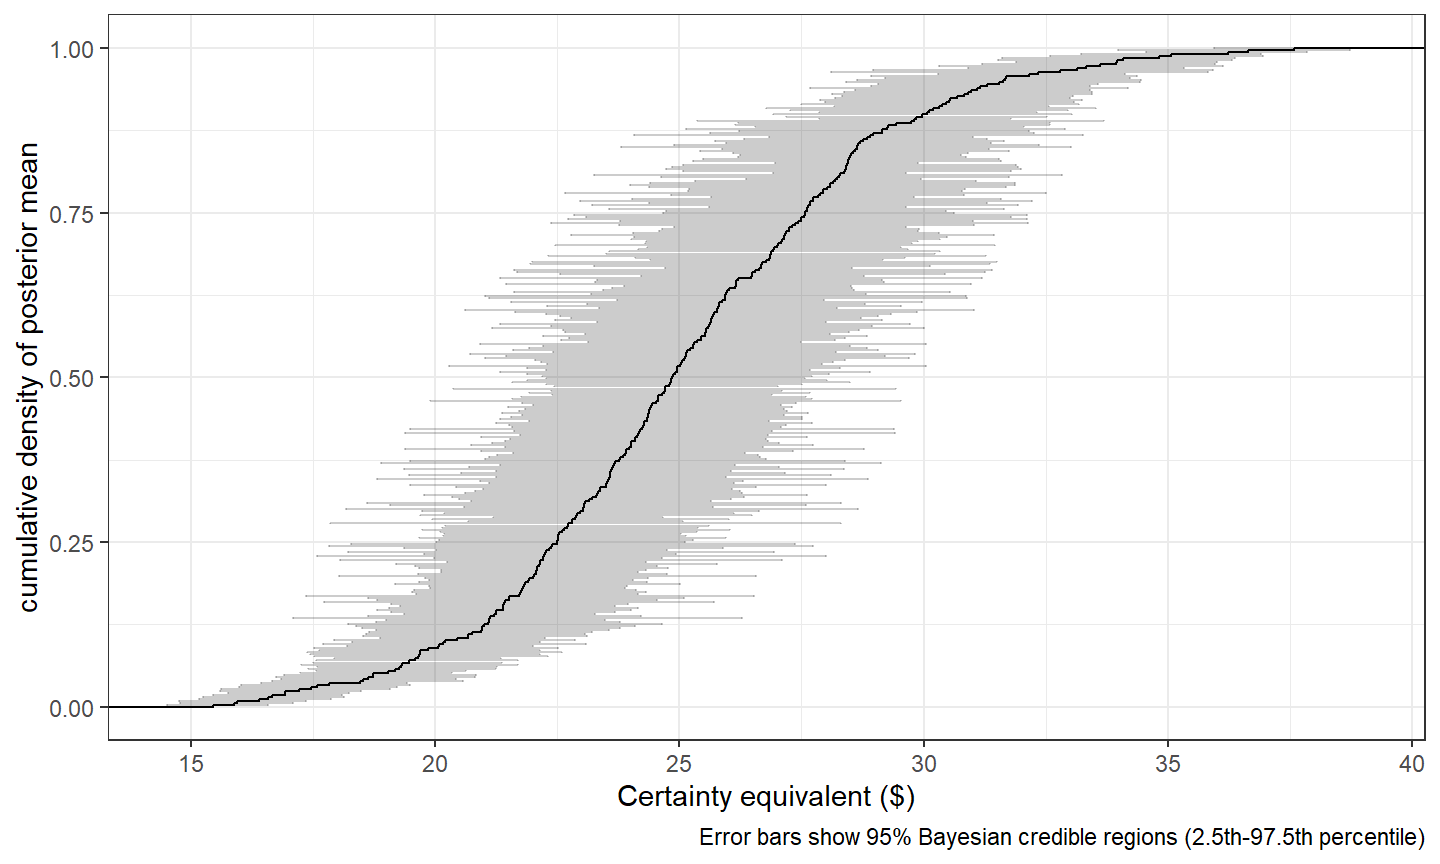 cumulative density of posterior mean
1.00
0.75
0.50
0.25
0.00
15 20 25 30 35 40
Certainty equivalent ($)
Error bars show 95% Bayesian credible regions (2.5th-97.5th percentile)